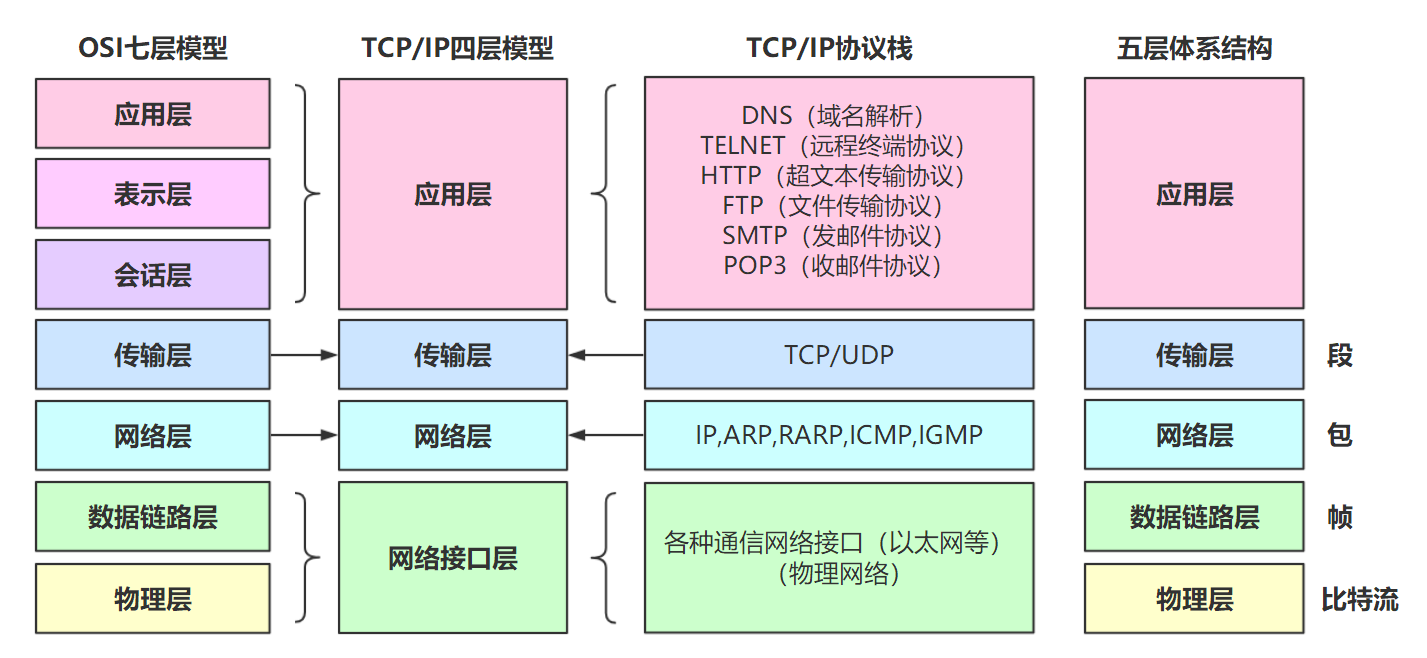 OSI七层模型
TCP/IP四层模型
TCP/IP协议栈
五层体系结构
应用层
表示层
会话层
传输层
网络层
数据链路层
物理层
应用层
传输层
网络层
网络接口层
DNS（域名解析）
TELNET（远程终端协议）
HTTP（超文本传输协议）
FTP（文件传输协议）
SMTP（发邮件协议）
POP3（收邮件协议）
TCP/UDP
IP,ARP,RARP,ICMP,IGMP
各种通信网络接口（以太网等）
（物理网络）
应用层
传输层
段
网络层
包
数据链路层
帧
物理层
比特流